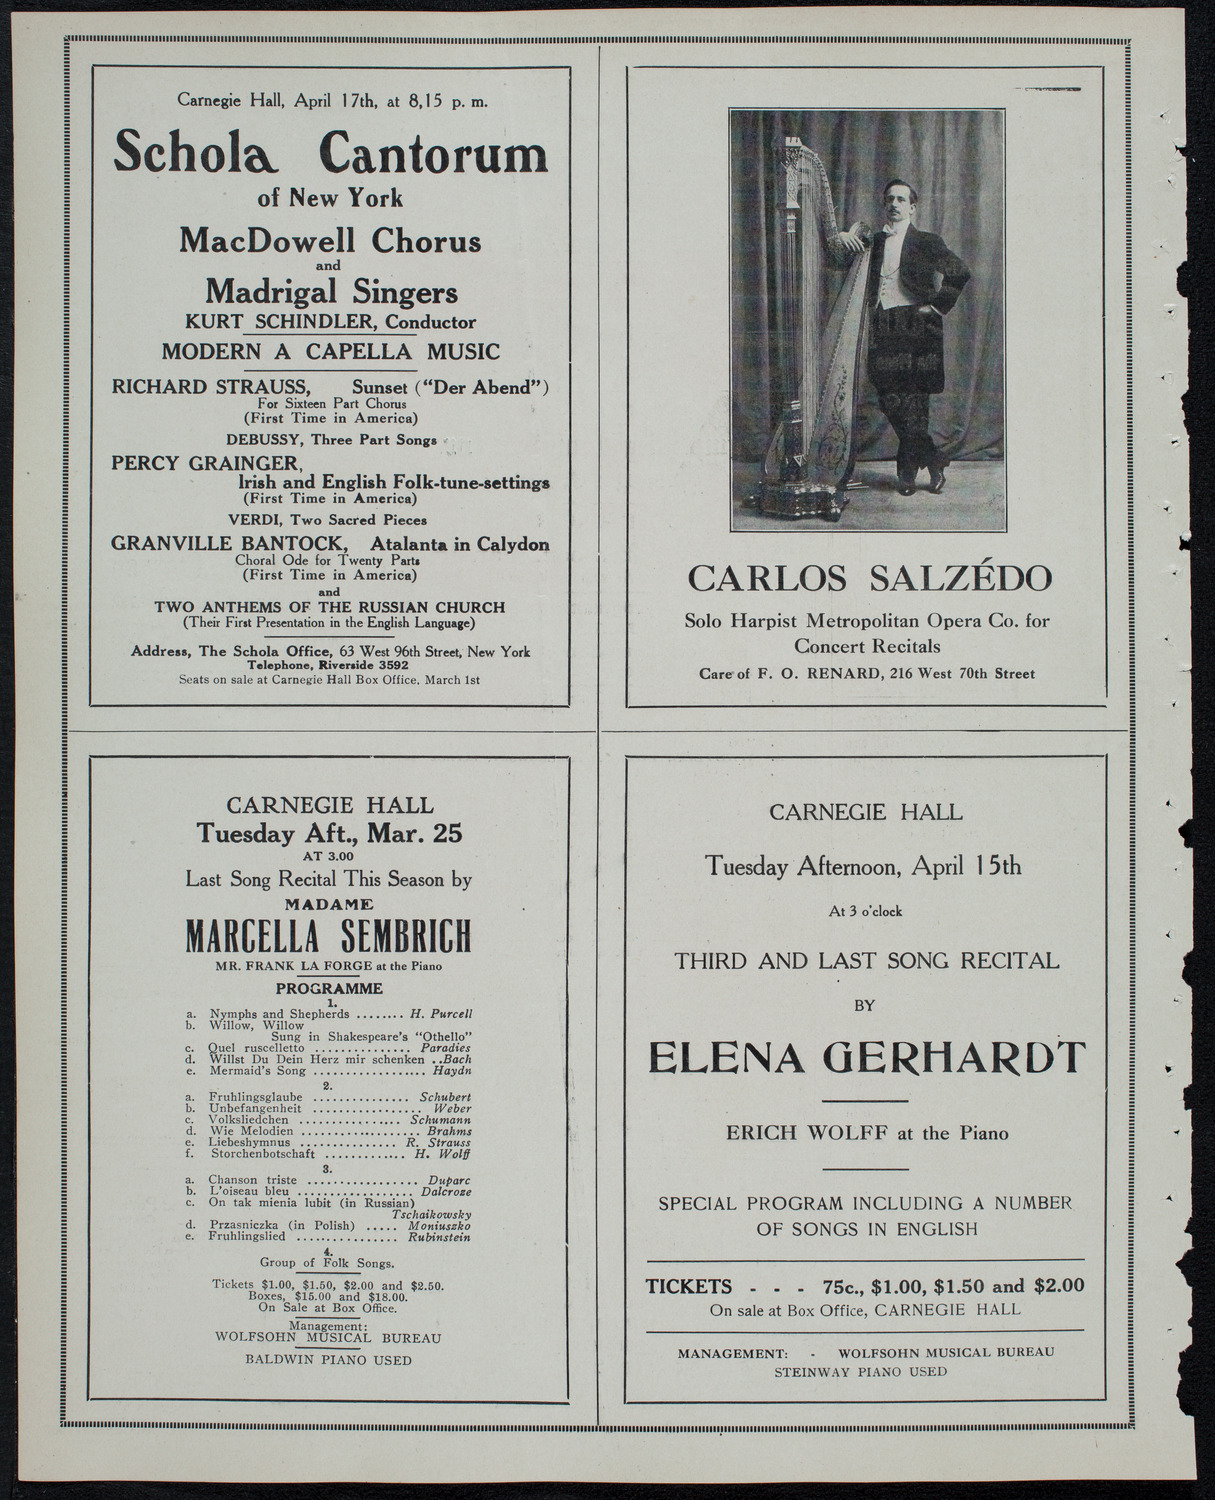 Carnegie Hall, April 17th, at 8,15 p. m.
Schola Cantorum
of New York
MacDowell Chorus
and
Madrigal Singers
KURT SCHINDLER, Conductor
MODERN A CAPELLA MUSIC
RICHARD STRAUSS, Sunset ("Der Abend")
For Sixteen Part Chorus
(First Time in America)
DEBUSSY, Three Part Songs
PERCY GRAINGER,
Irish and English Folk-tune-settings
(First Time in America)
VERDI, Two Sacred Pieces
GRANVILLE BANTOCK, Atalanta in Calydon
Choral Ode for Twenty Parts
(First Time in America)
and
TWO ANTHEMS OF THE RUSSIAN CHURCH
(Their First Presentation in the English Language)
Address, The Schola Office, 63 West 96th Street, New York
Telephone, Riverside 3592
Seats on sale at Carnegie Hall Box Office, March 1st
CARLOS SALZÉDO
Solo Harpist Metropolitan Opera Co. for
Concert Recitals
Care of F. O. RENARD, 216 West 70th Street
CARNEGIE HALL
Tuesday Aft., Mar. 25
AT 3.00
Last Song Recital This Season by
MADAME
MARCELLA SEMBRICH
MR. FRANK LA FORGE at the Piano
PROGRAMME
1.
a. Nymphs and Shepherds ........ H. Purcell
b. Willow, Willow
Sung in Shakespeare's "Othello"
c. Quel ruscelletto .............. Paradies
d. Willst Du Dein Herz mir schenken ..Bach
e. Mermaid's Song ................. Haydn
2.
a. Fruhlingsglaube .............. Schubert
b. Unbefangenheit ................ Weber
c. Volksliedchen ................ Schumann
d. Wie Melodien .................. Brahms
e. Liebeshymnus .............. R. Strauss
f. Storchenbotschaft ............ H. Wolff
3.
a. Chanson triste ................ Duparc
b. L'oiseau bleu ................. Dalcroze
c. On tak mienia lubit (in Russian)
Tschaikowsky
d. Przasniczka (in Polish) ..... Moniuszko
e. Fruhlingslied ............... Rubinstein
4.
Group of Folk Songs.
Tickets $1.00, $1.50, $2.00 and $2.50.
Boxes, $15.00 and $18.00.
On Sale at Box Office.
Management:
WOLFSOHN MUSICAL BUREAU
BALDWIN PIANO USED
CARNEGIE HALL
Tuesday Afternoon, April 15th
At 3 o'clock
THIRD AND LAST SONG RECITAL
BY
ELENA GERHARDT
ERICH WOLFF at the Piano
SPECIAL PROGRAM INCLUDING A NUMBER
OF SONGS IN ENGLISH
TICKETS - - - 75c., $1.00, $1.50 and $2.00
On sale at Box Office, CARNEGIE HALL
MANAGEMENT: - WOLFSOHN MUSICAL BUREAU
STEINWAY PIANO USED